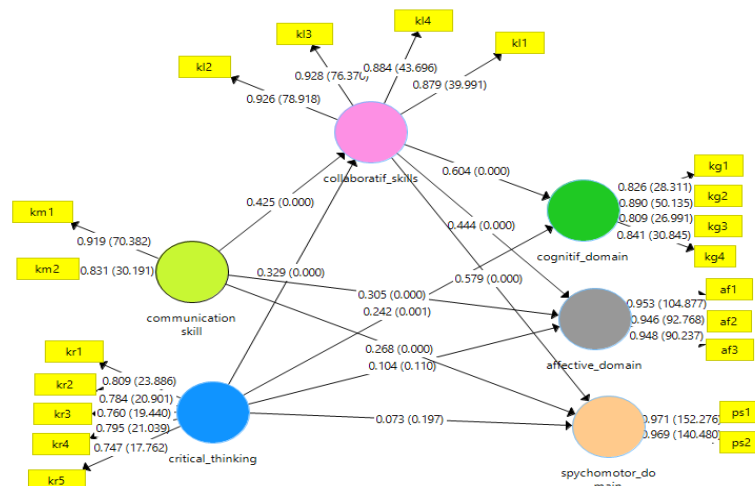 kl4
kl3
kl1
kl2
0.884 (43.696)
0.928 (76.370)
0.879 (39.991)
0.926 (78.918)
collaboratif_skills
0.604 (0.000)
kg1
0.826 (28.311)
kg2
0.890 (50.135)
0.809 (26.991)
kg3
0.841 (30.845)
kg4
cognitif_domain
km1
0.425 (0.000)
0.444 (0.000)
0.919 (70.382)
km2
0.831 (30.191)
0.329 (0.000)
0.579 (0.000)
communication
skill
0.305 (0.000)
0.242 (0.001)
af1
0.953 (104.877)
0.946 (92.768)
af2
0.948 (90.237)
af3
affective_domain
kr1
0.268 (0.000)
0.104 (0.110)
kr2
0.809 (23.886)
0.784 (20.901)
kr3
0.760 (19.440)
0.795 (21.039)
kr4
0.747 (17.762)
kr5
critical_thinking
0.073 (0.197)
ps1
0.971 (152.276)
0.969 (140.480)
ps2
spychomotor_do
main